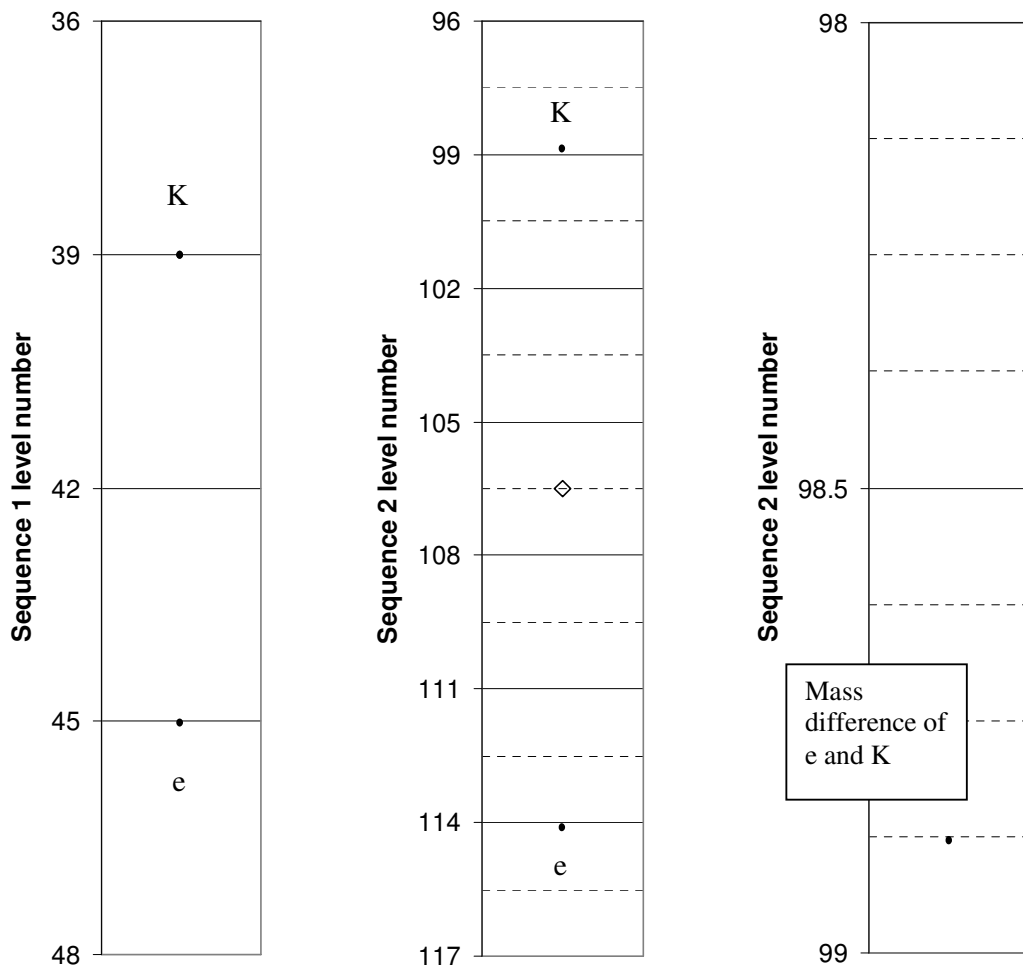 Sequence 1 level number
36
39
42
45
48
K
e
Sequence 2 level number
96
99
102
105
108
111
114
117
K
e
Sequence 2 level number
98
98.5
99
Mass
difference of
e and K